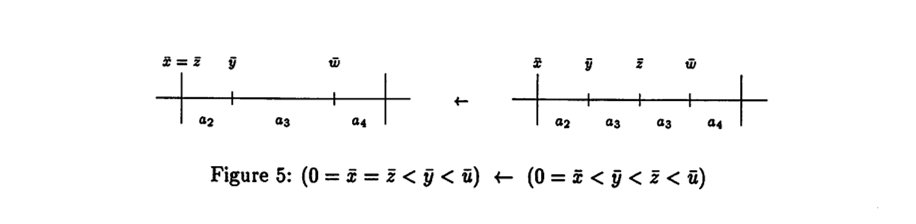 x̄ = z̄ ȳ w̄ x̄ ȳ z̄ w̄
←
a₂ a₃ a₄ a₂ a₃ a₃ a₄
Figure 5: (0 = x̄ = z̄ < ȳ < ū) ← (0 = x̄ < ȳ < z̄ < ū)